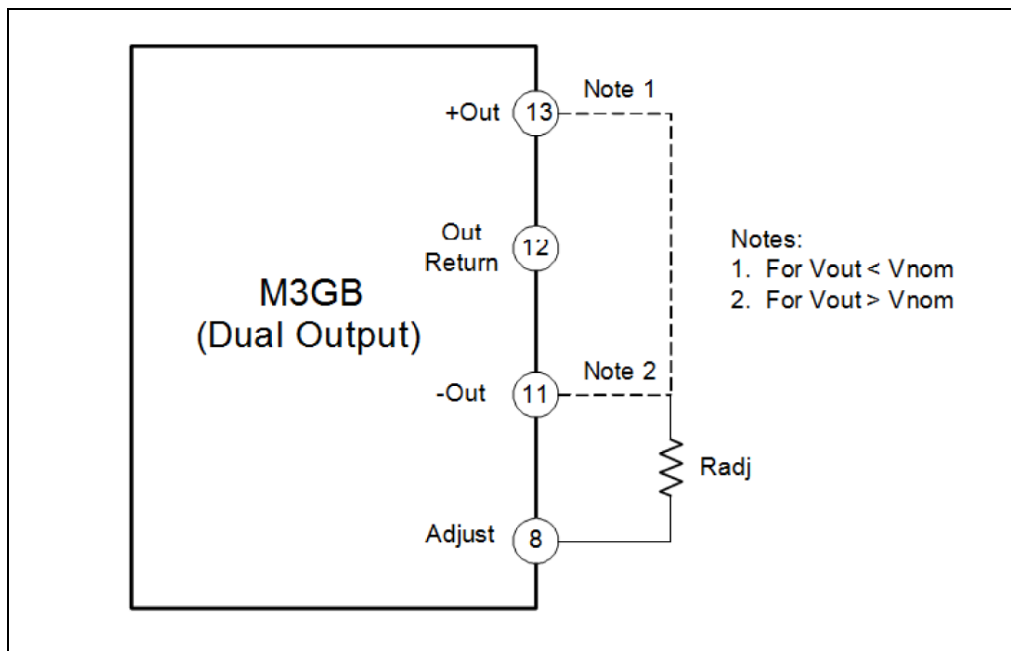 Note 1
+Out
13
Out
Return
12
Notes:
1. For Vout < Vnom
2. For Vout > Vnom
M3GB
(Dual Output)
Note 2
-Out
11
Radj
Adjust
8